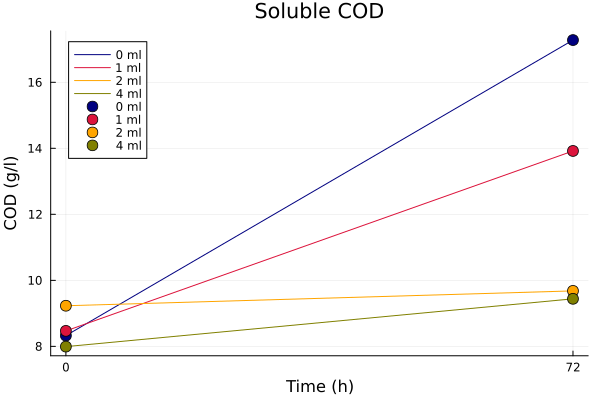 Soluble COD
COD (g/l)
16
14
12
10
8
0 ml
1 ml
2 ml
4 ml
0 ml
1 ml
2 ml
4 ml
0
72
Time (h)